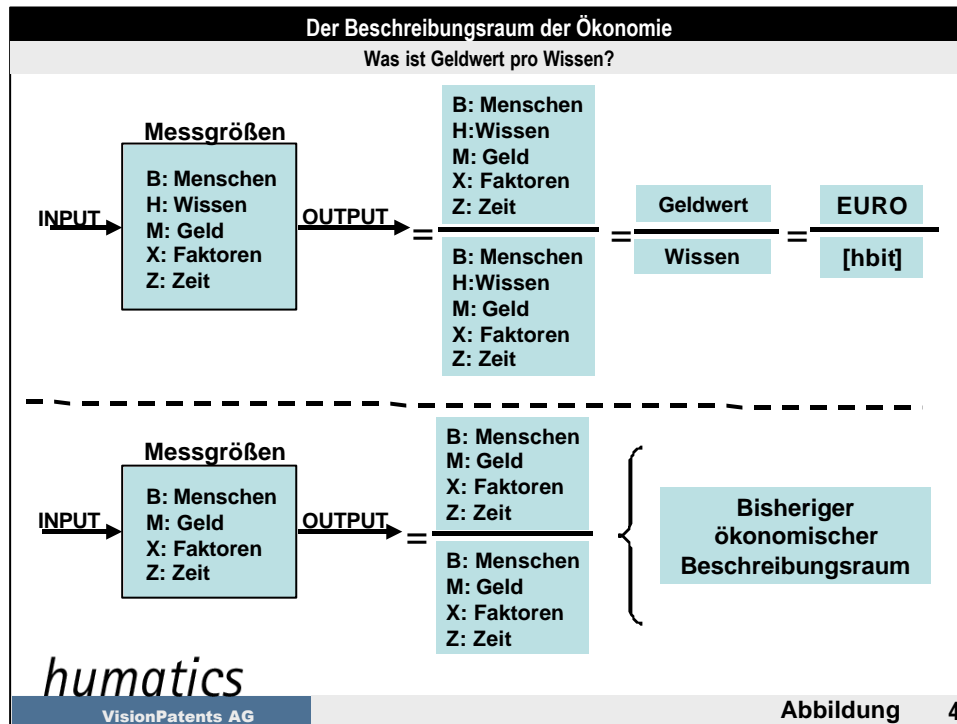 Der Beschreibungsraum der Ökonomie
Was ist Geldwert pro Wissen?
Messgrößen
B: Menschen
H: Wissen
M: Geld
X: Faktoren
Z: Zeit
INPUT
OUTPUT
=
B: Menschen
H:Wissen
M: Geld
X: Faktoren
Z: Zeit
B: Menschen
H:Wissen
M: Geld
X: Faktoren
Z: Zeit
=
Geldwert
Wissen
=
EURO
[hbit]
Messgrößen
B: Menschen
M: Geld
X: Faktoren
Z: Zeit
INPUT
OUTPUT
=
B: Menschen
M: Geld
X: Faktoren
Z: Zeit
B: Menschen
M: Geld
X: Faktoren
Z: Zeit
Bisheriger
ökonomischer
Beschreibungsraum
humatics
VisionPatents AG
Abbildung 4